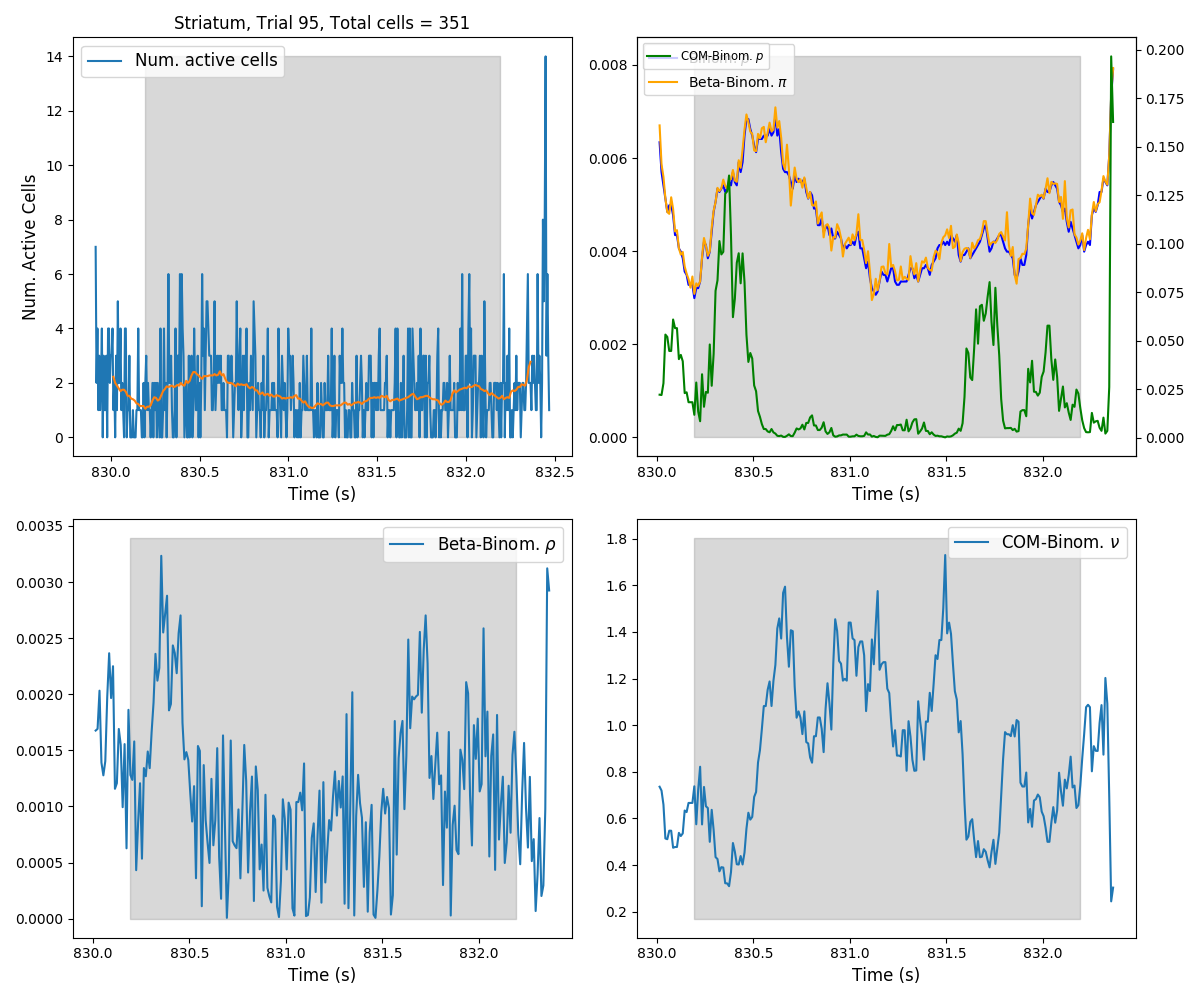 Striatum, Trial 95, Total cells = 351
Num. active cells
Num. Active Cells
14
12
10
8
6
4
2
0
830.0 830.5 831.0 831.5 832.0 832.5
Time (s)
COM-Binom. p
Beta-Binom. π
0.008
0.006
0.004
0.002
0.000
0.200
0.175
0.150
0.125
0.100
0.075
0.050
0.025
0.000
830.0 830.5 831.0 831.5 832.0
Time (s)
Beta-Binom. ρ
0.0035
0.0030
0.0025
0.0020
0.0015
0.0010
0.0005
0.0000
830.0 830.5 831.0 831.5 832.0
Time (s)
COM-Binom. ν
1.8
1.6
1.4
1.2
1.0
0.8
0.6
0.4
0.2
830.0 830.5 831.0 831.5 832.0
Time (s)